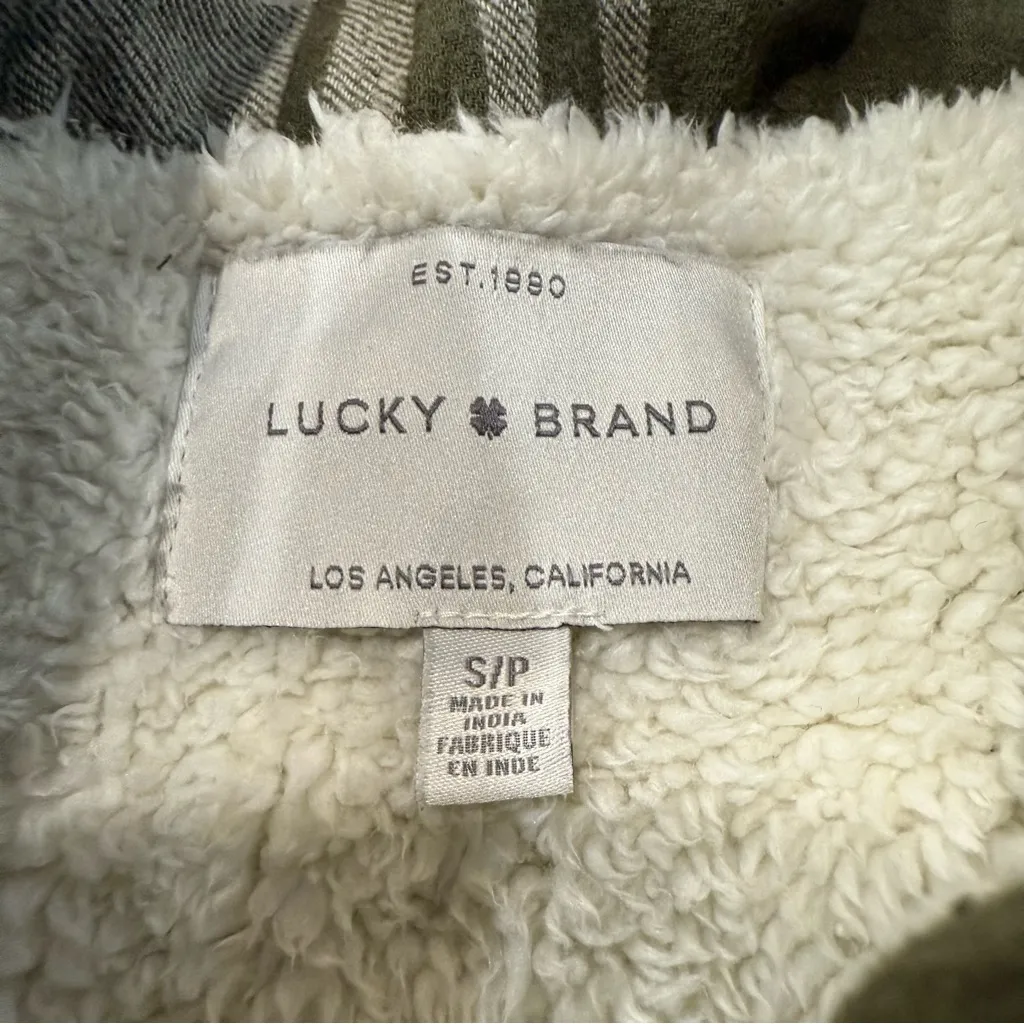 EST.1990
LUCKY BRAND
LOS ANGELES, CALIFORNIA
S/P
MADE IN
INDIA
FABRIQUE
EN INDE